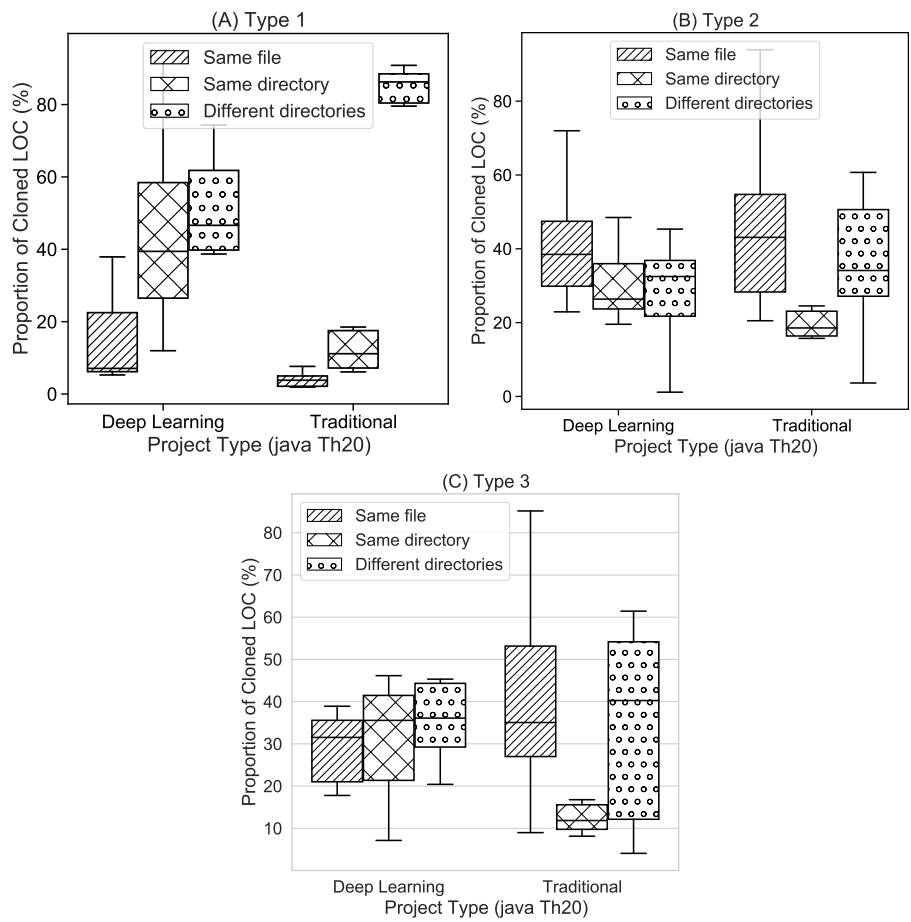 (A) Type 1
Same file
Same directory
Different directories
80
60
40
20
0
Proportion of Cloned LOC (%)
Deep Learning
Traditional
Project Type (java Th20)
(B) Type 2
Same file
Same directory
Different directories
80
60
40
20
0
Proportion of Cloned LOC (%)
Deep Learning
Traditional
Project Type (java Th20)
(C) Type 3
Same file
Same directory
Different directories
80
70
60
50
40
30
20
10
Proportion of Cloned LOC (%)
Deep Learning
Traditional
Project Type (java Th20)